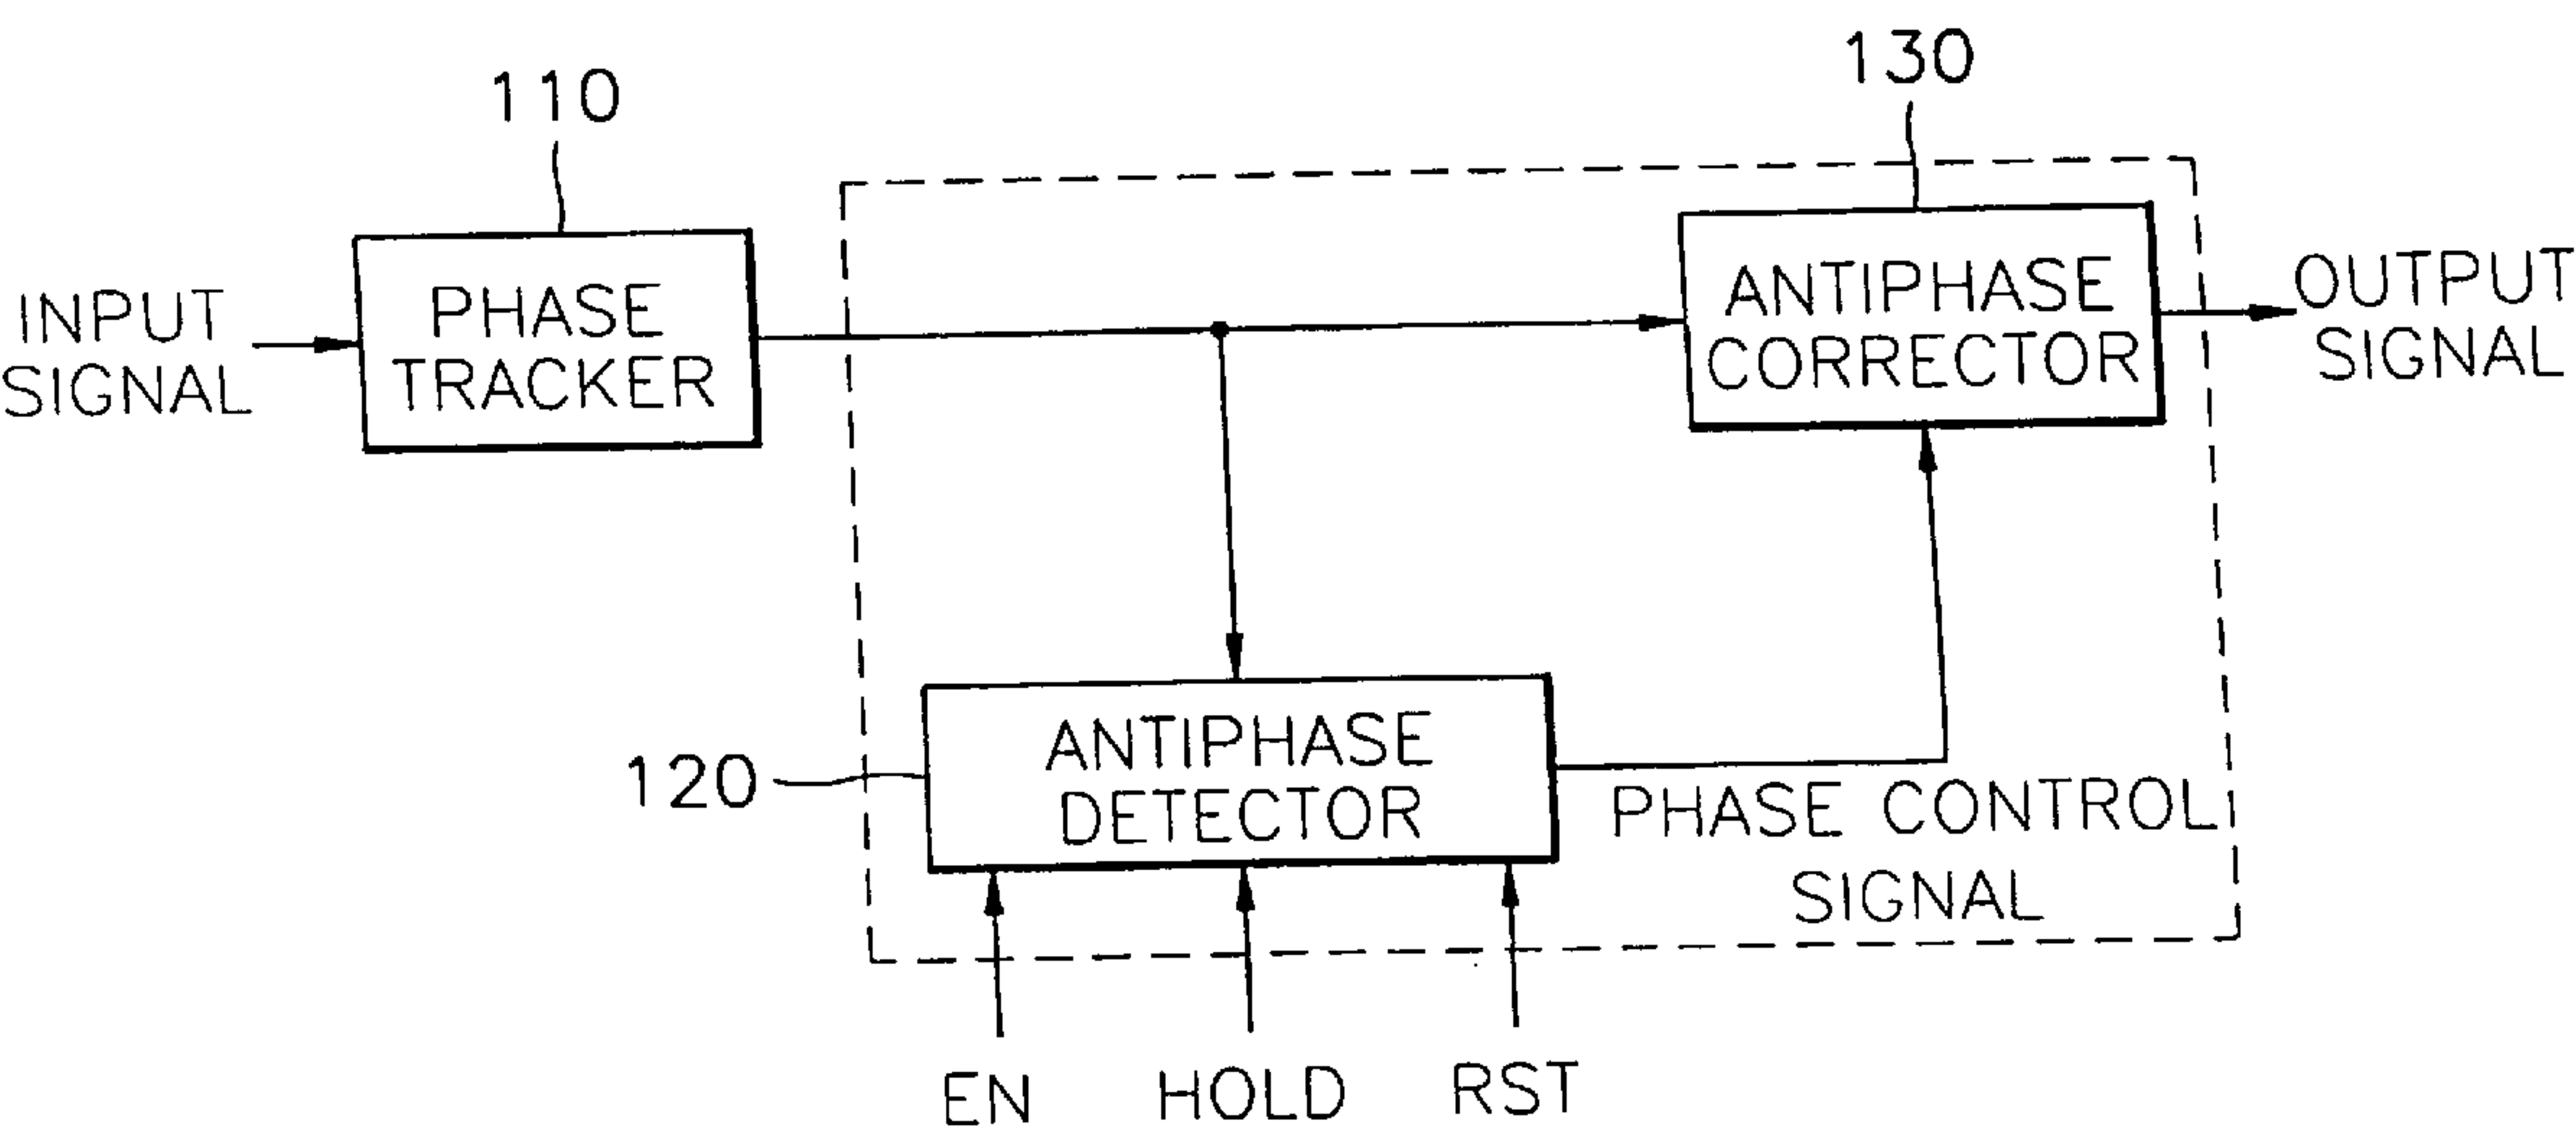 110
130
INPUT
SIGNAL
PHASE
TRACKER
ANTIPHASE
CORRECTOR
OUTPUT
SIGNAL
120
ANTIPHASE
DETECTOR
PHASE CONTROL
SIGNAL
EN
HOLD
RST